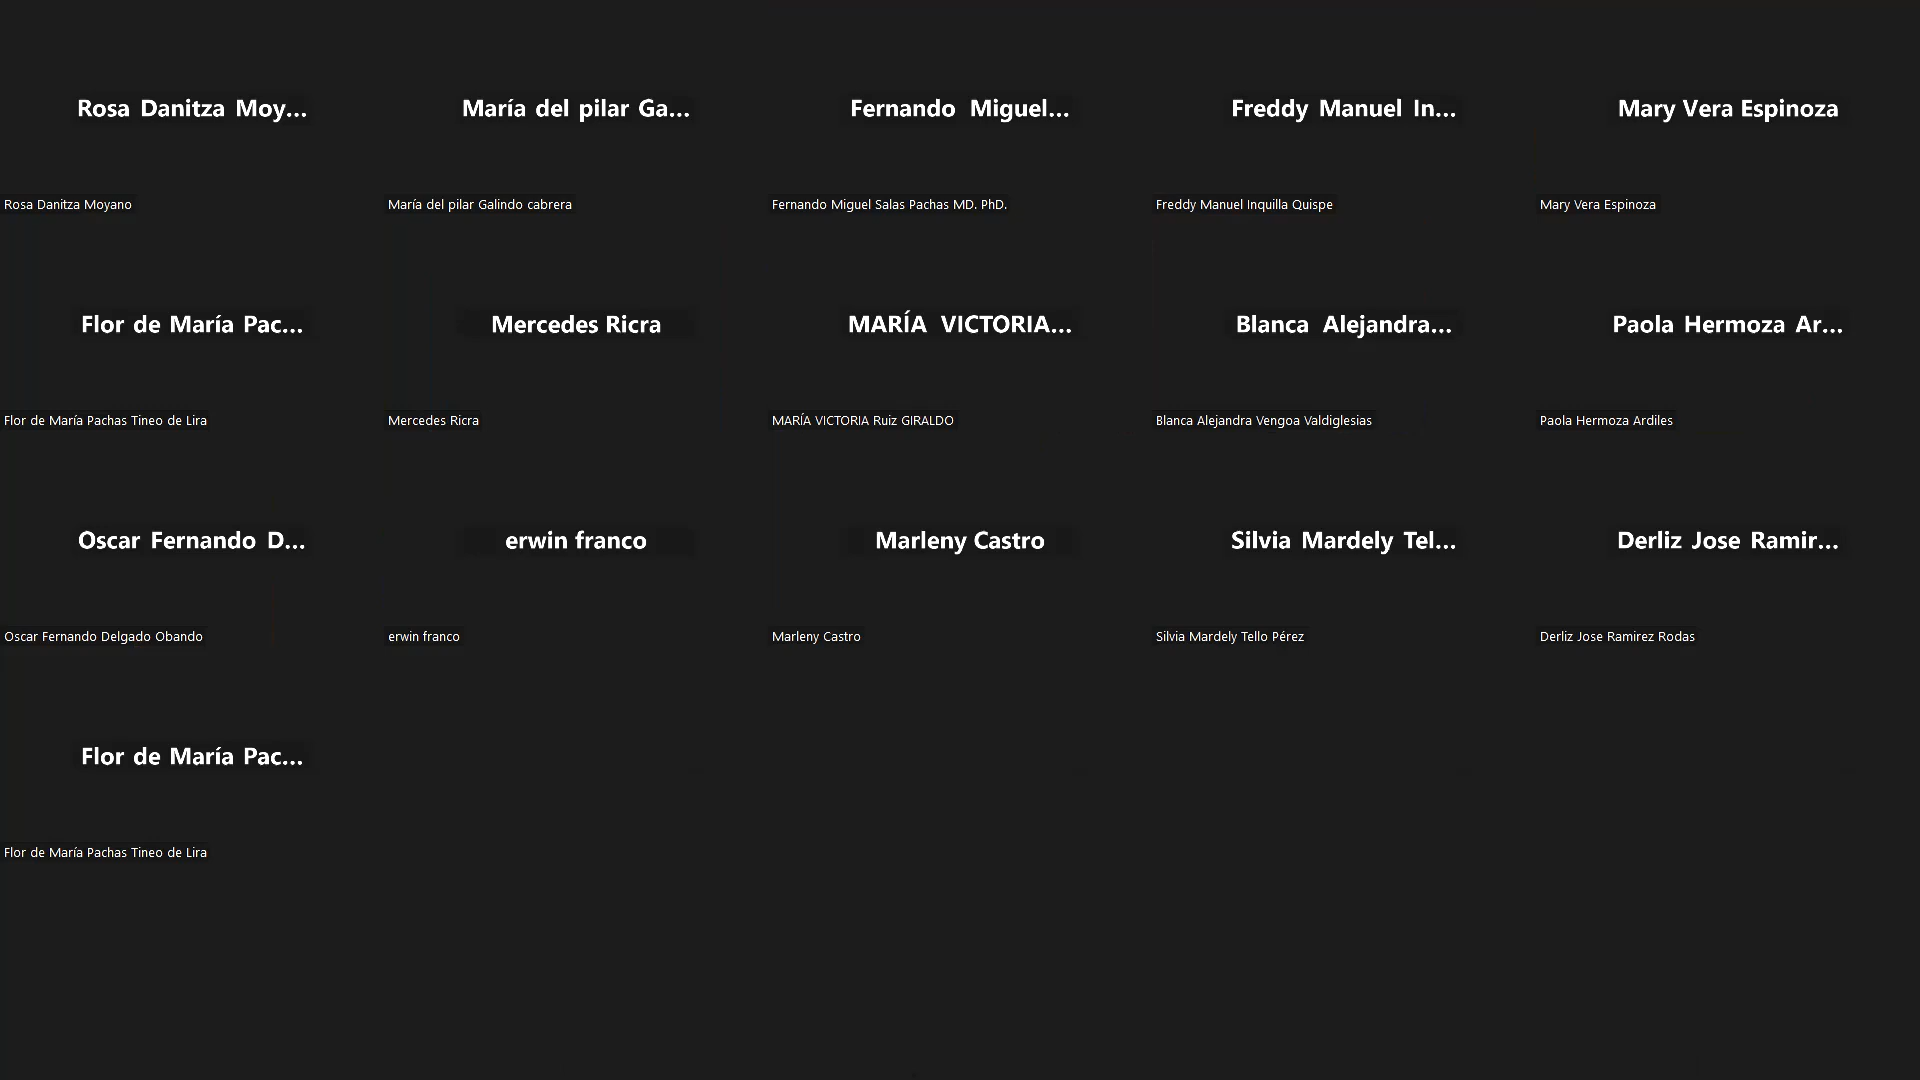 Rosa Danitza Moy...
María del pilar Ga...
Fernando Miguel...
Freddy Manuel In...
Mary Vera Espinoza
Rosa Danitza Moyano
María del pilar Galindo cabrera
Fernando Miguel Salas Pachas MD. PhD.
Freddy Manuel Inquilla Quispe
Mary Vera Espinoza
Flor de María Pac...
Mercedes Ricra
MARÍA VICTORIA...
Blanca Alejandra...
Paola Hermoza Ar...
Flor de María Pachas Tineo de Lira
Mercedes Ricra
MARÍA VICTORIA Ruiz GIRALDO
Blanca Alejandra Vengoa Valdiglesias
Paola Hermoza Ardiles
Oscar Fernando D...
erwin franco
Marleny Castro
Silvia Mardely Tel...
Derliz Jose Ramir...
Oscar Fernando Delgado Obando
erwin franco
Marleny Castro
Silvia Mardely Tello Pérez
Derliz Jose Ramirez Rodas
Flor de María Pac...
Flor de María Pachas Tineo de Lira